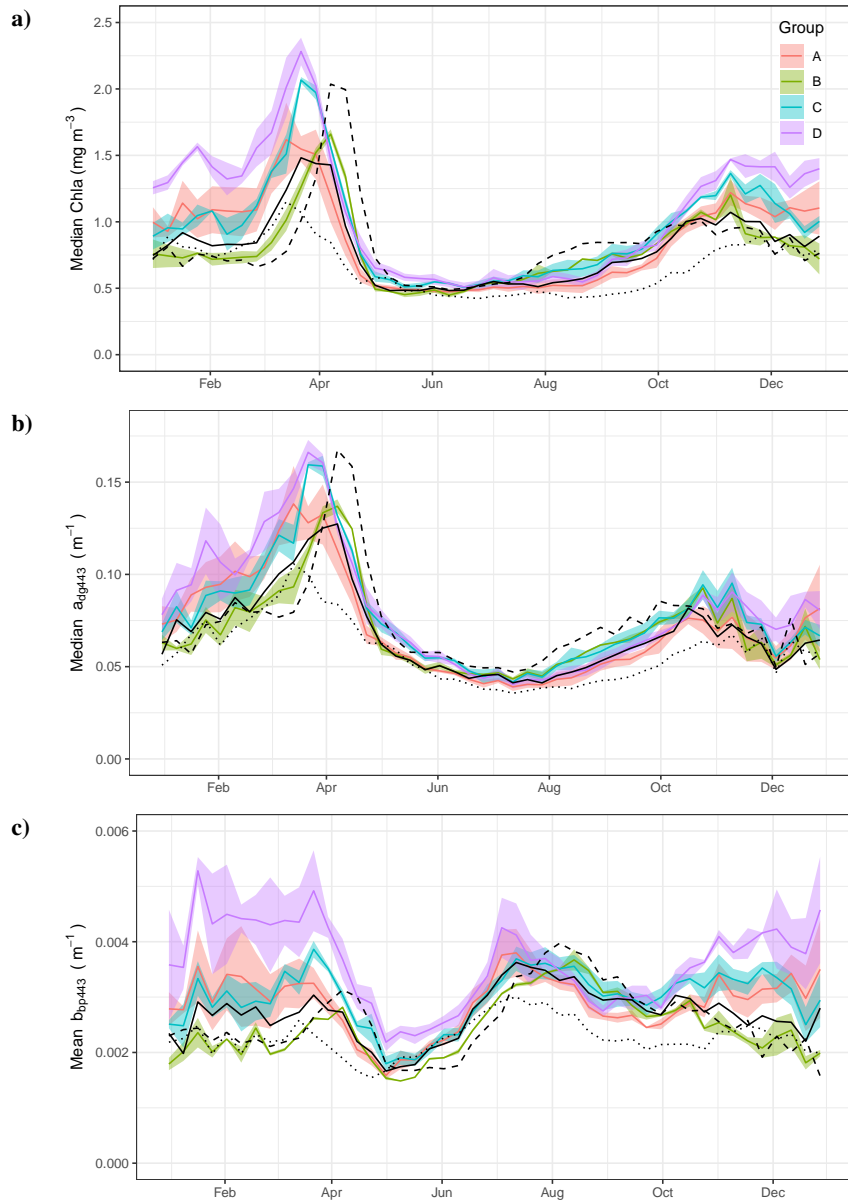 a)
Median Chla (mg m⁻³)
2.5
2.0
1.5
1.0
0.5
0.0
Feb Apr Jun Aug Oct Dec
Group
A
B
C
D
b)
Median a_dg443 ( m⁻¹ )
0.15
0.10
0.05
0.00
Feb Apr Jun Aug Oct Dec
c)
Mean b_bp443 ( m⁻¹ )
0.006
0.004
0.002
0.000
Feb Apr Jun Aug Oct Dec